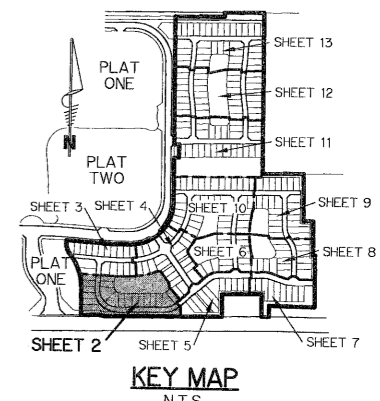 SHEET 13
PLAT
ONE
SHEET 12
N
SHEET 11
PLAT
TWO
SHEET 3
SHEET 4
SHEET 10
SHEET 9
PLAT
ONE
SHEET 6
SHEET 8
SHEET 2
SHEET 5
SHEET 7
KEY MAP
N.T.S.